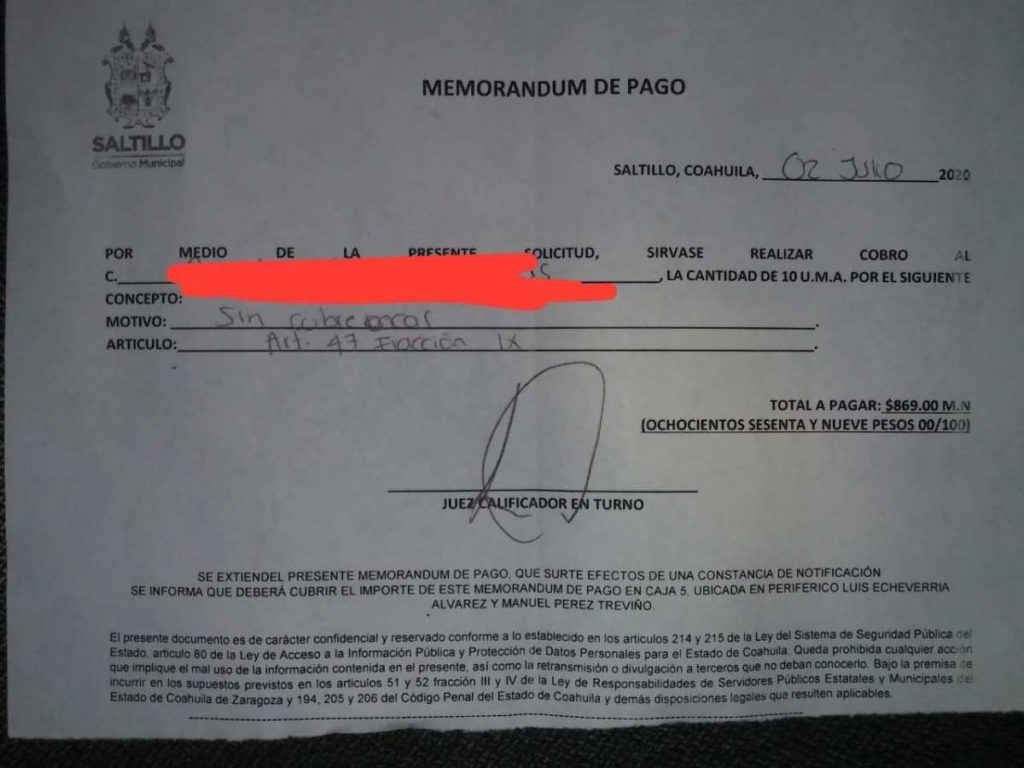 SALTILLO
Gobierno Municipal
MEMORANDUM DE PAGO
SALTILLO, COAHUILA, 02 Julio 2020
POR MEDIO DE LA PRESENTE SOLICITUD, SIRVASE REALIZAR COBRO AL
C. , LA CANTIDAD DE 10 U.M.A. POR EL SIGUIENTE
CONCEPTO:
MOTIVO: Sin cubrebocas.
ARTICULO: Art. 47 Fracción IX.
TOTAL A PAGAR: $869.00 M.N
(OCHOCIENTOS SESENTA Y NUEVE PESOS 00/100)
JUEZ CALIFICADOR EN TURNO
SE EXTIENDEL PRESENTE MEMORANDUM DE PAGO, QUE SURTE EFECTOS DE UNA CONSTANCIA DE NOTIFICACIÓN
SE INFORMA QUE DEBERÁ CUBRIR EL IMPORTE DE ESTE MEMORANDUM DE PAGO EN CAJA 5, UBICADA EN PERIFERICO LUIS ECHEVERRIA
ALVAREZ Y MANUEL PEREZ TREVIÑO.
El presente documento es de carácter confidencial y reservado conforme a lo establecido en los articulos 214 y 215 de la Ley del Sistema de Seguridad Pública del
Estado, articulo 80 de la Ley de Acceso a la Información Pública y Protección de Datos Personales para el Estado de Coahuila. Queda prohibida cualquier acción
que implique el mal uso de la información contenida en el presente, así como la retransmisión o divulgación a terceros que no deban conocerlo. Bajo la premisa de
incurrir en los supuestos previstos en los articulos 51 y 52 fracción III y IV de la Ley de Responsabilidades de Servidores Públicos Estatales y Municipales del
Estado de Coahuila de Zaragoza y 194, 205 y 206 del Código Penal del Estado de Coahuila y demás disposiciones legales que resulten aplicables.